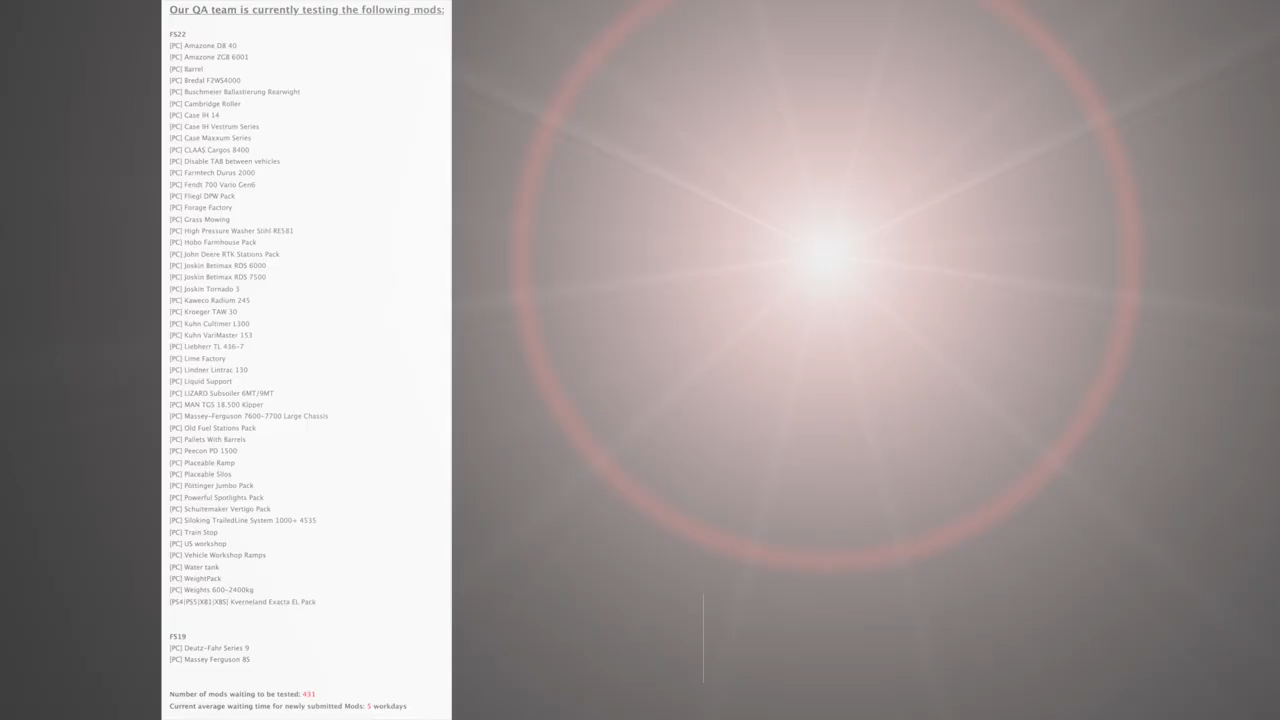 Our QA team is currently testing the following mods:
FS22
[PC] Amazone D8 40
[PC] Amazone ZGB 6001
[PC] Barrel
[PC] Bredal F2WS4000
[PC] Buschmeier Ballastierung Rearwight
[PC] Cambridge Roller
[PC] Case IH 14
[PC] Case IH Vestrum Series
[PC] Case Maxxum Series
[PC] CLAAS Cargos 8400
[PC] Disable TAB between vehicles
[PC] Farmtech Durus 2000
[PC] Fendt 700 Vario Gen6
[PC] Fliegl DPW Pack
[PC] Forage Factory
[PC] Grass Mowing
[PC] High Pressure Washer Stihl RE581
[PC] Hobo Farmhouse Pack
[PC] John Deere RTK Stations Pack
[PC] Joskin Betimax RDS 6000
[PC] Joskin Betimax RDS 7500
[PC] Joskin Tornado 3
[PC] Kaweco Radium 245
[PC] Kroeger TAW 30
[PC] Kuhn Cultimer L300
[PC] Kuhn VariMaster 153
[PC] Liebherr TL 436-7
[PC] Lime Factory
[PC] Lindner Lintrac 130
[PC] Liquid Support
[PC] LIZARD Subsoiler 6MT/9MT
[PC] MAN TGS 18.500 Kipper
[PC] Massey-Ferguson 7600-7700 Large Chassis
[PC] Old Fuel Stations Pack
[PC] Pallets With Barrels
[PC] Peecon PD 1500
[PC] Placeable Ramp
[PC] Placeable Silos
[PC] Pöttinger Jumbo Pack
[PC] Powerful Spotlights Pack
[PC] Schuitemaker Vertigo Pack
[PC] Siloking TrailedLine System 1000+ 4535
[PC] Train Stop
[PC] US workshop
[PC] Vehicle Workshop Ramps
[PC] Water tank
[PC] WeightPack
[PC] Weights 600-2400kg
[PS4|PS5|XB1|XBS] Kverneland Exacta EL Pack
FS19
[PC] Deutz-Fahr Series 9
[PC] Massey Ferguson 8S
Number of mods waiting to be tested: 431
Current average waiting time for newly submitted Mods: 5 workdays